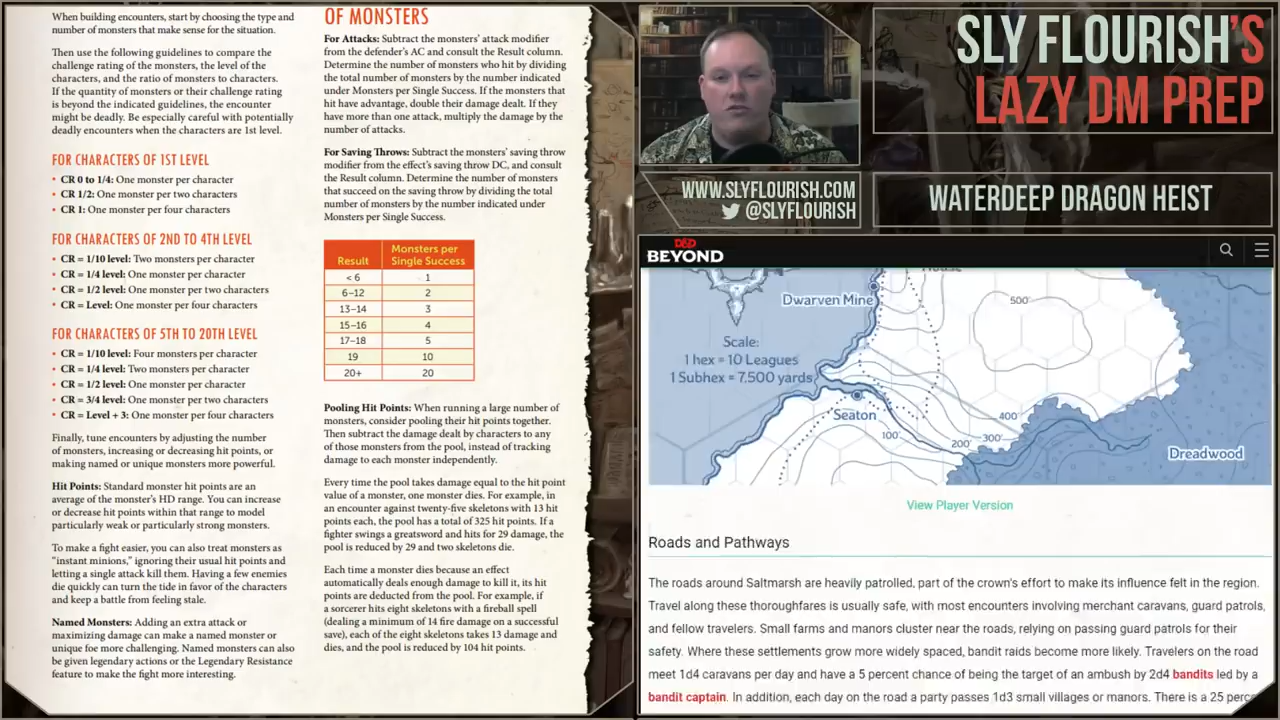 When building encounters, start by choosing the type and
number of monsters that make sense for the situation.
Then use the following guidelines to compare the
challenge rating of the monsters, the level of the
characters, and the ratio of monsters to characters.
If the quantity of monsters or their challenge rating
is beyond the indicated guidelines, the encounter
might be deadly. Be especially careful with potentially
deadly encounters when the characters are 1st level.
FOR CHARACTERS OF 1ST LEVEL
• CR 0 to 1/4: One monster per character
• CR 1/2: One monster per two characters
• CR 1: One monster per four characters
FOR CHARACTERS OF 2ND TO 4TH LEVEL
• CR = 1/10 level: Two monsters per character
• CR = 1/4 level: One monster per character
• CR = 1/2 level: One monster per two characters
• CR = Level: One monster per four characters
FOR CHARACTERS OF 5TH TO 20TH LEVEL
• CR = 1/10 level: Four monsters per character
• CR = 1/4 level: Two monsters per character
• CR = 1/2 level: One monster per character
• CR = 3/4 level: One monster per two characters
• CR = Level + 3: One monster per four characters
Finally, tune encounters by adjusting the number
of monsters, increasing or decreasing hit points, or
making named or unique monsters more powerful.
Hit Points: Standard monster hit points are an
average of the monster's HD range. You can increase
or decrease hit points within that range to model
particularly weak or particularly strong monsters.
To make a fight easier, you can also treat monsters as
"instant minions," ignoring their usual hit points and
letting a single attack kill them. Having a few enemies
die quickly can turn the tide in favor of the characters
and keep a battle from feeling stale.
Named Monsters: Adding an extra attack or
maximizing damage can make a named monster or
unique foe more challenging. Named monsters can also
be given legendary actions or the Legendary Resistance
feature to make the fight more interesting.
OF MONSTERS
For Attacks: Subtract the monsters' attack modifier
from the defender's AC and consult the Result column.
Determine the number of monsters who hit by dividing
the total number of monsters by the number indicated
under Monsters per Single Success. If the monsters that
hit have advantage, double their damage dealt. If they
have more than one attack, multiply the damage by the
number of attacks.
For Saving Throws: Subtract the monsters' saving throw
modifier from the effect's saving throw DC, and consult
the Result column. Determine the number of monsters
that succeed on the saving throw by dividing the total
number of monsters by the number indicated under
Monsters per Single Success.
Result Monsters per Single Success
< 6 1
6–12 2
13–14 3
15–16 4
17–18 5
19 10
20+ 20
Pooling Hit Points: When running a large number of
monsters, consider pooling their hit points together.
Then subtract the damage dealt by characters to any
of those monsters from the pool, instead of tracking
damage to each monster independently.
Every time the pool takes damage equal to the hit point
value of a monster, one monster dies. For example, in
an encounter against twenty-five skeletons with 13 hit
points each, the pool has a total of 325 hit points. If a
fighter swings a greatsword and hits for 29 damage, the
pool is reduced by 29 and two skeletons die.
Each time a monster dies because an effect
automatically deals enough damage to kill it, its hit
points are deducted from the pool. For example, if
a sorcerer hits eight skeletons with a fireball spell
(dealing a minimum of 14 fire damage on a successful
save), each of the eight skeletons takes 13 damage and
dies, and the pool is reduced by 104 hit points.
SLY FLOURISH'S
LAZY DM PREP
WWW.SLYFLOURISH.COM
@SLYFLOURISH
WATERDEEP DRAGON HEIST
D&D
BEYOND
Dwarven Mine
500'
Scale:
1 hex = 10 Leagues
1 Subhex = 7,500 yards
Seaton
400'
100'
200'
300'
Dreadwood
View Player Version
Roads and Pathways
The roads around Saltmarsh are heavily patrolled, part of the crown's effort to make its influence felt in the region.
Travel along these thoroughfares is usually safe, with most encounters involving merchant caravans, guard patrols,
and fellow travelers. Small farms and manors cluster near the roads, relying on passing guard patrols for their
safety. Where these settlements grow more widely spaced, bandit raids become more likely. Travelers on the road
meet 1d4 caravans per day and have a 5 percent chance of being the target of an ambush by 2d4 bandits led by a
bandit captain. In addition, each day on the road a party passes 1d3 small villages or manors. There is a 25